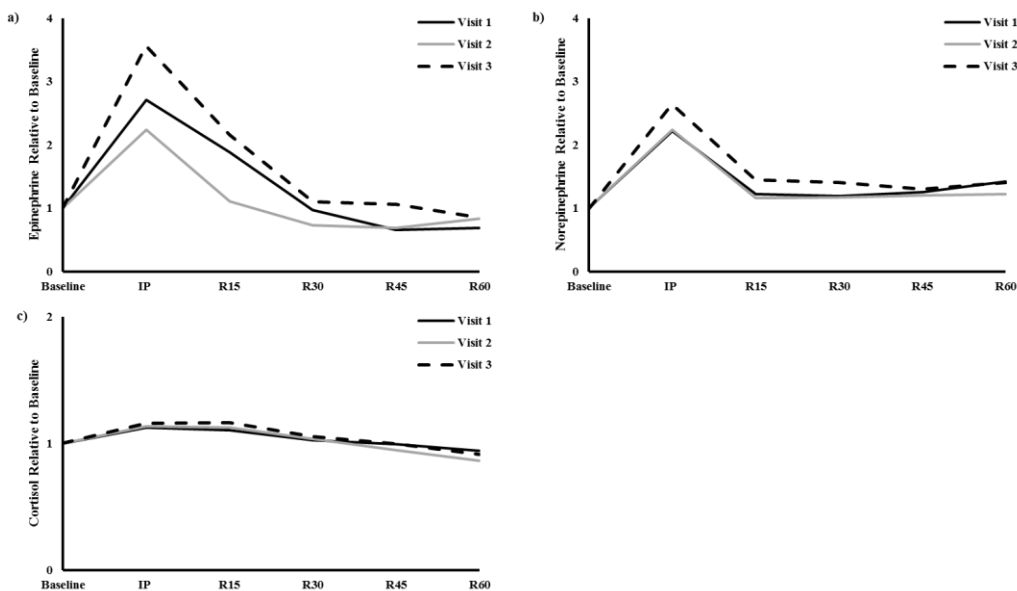 a)
Epinephrine Relative to Baseline
4
3
2
1
0
Baseline IP R15 R30 R45 R60
Visit 1
Visit 2
Visit 3
b)
Norepinephrine Relative to Baseline
4
3
2
1
0
Baseline IP R15 R30 R45 R60
Visit 1
Visit 2
Visit 3
c)
Cortisol Relative to Baseline
2
1
0
Baseline IP R15 R30 R45 R60
Visit 1
Visit 2
Visit 3